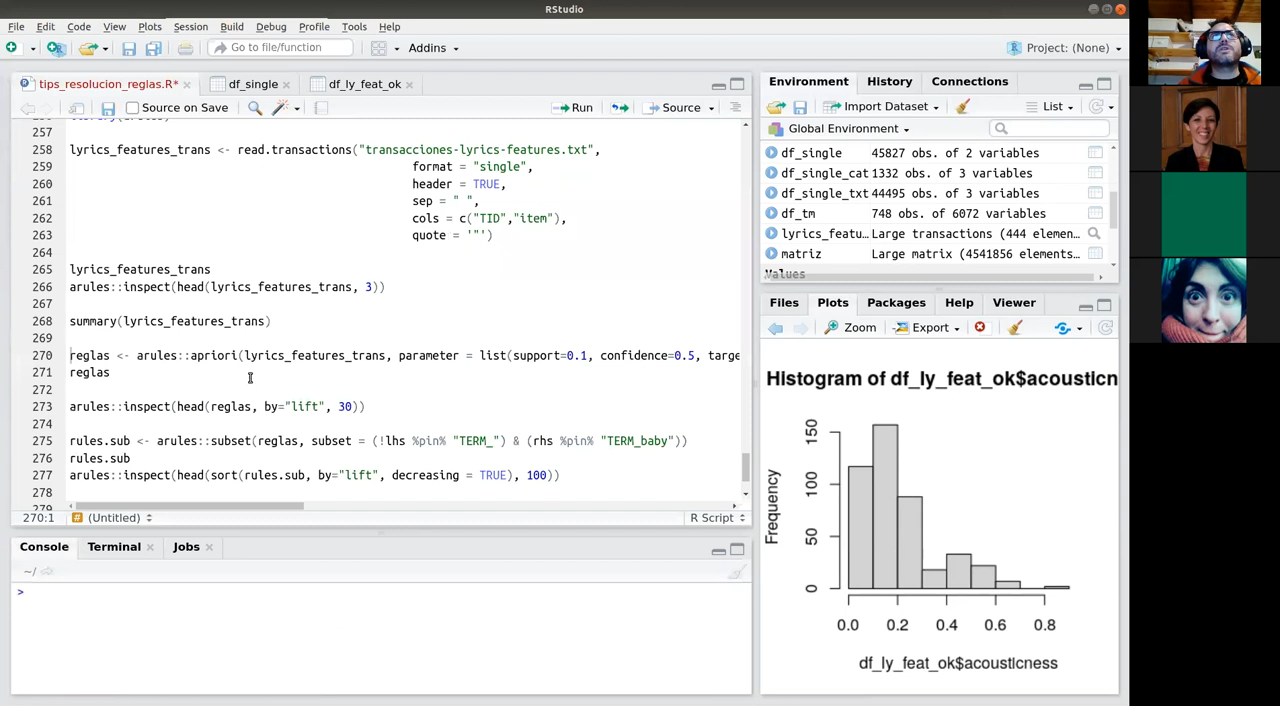 RStudio
File Edit Code View Plots Session Build Debug Profile Tools Help
Go to file/function Addins Project: (None)
tips_resolucion_reglas.R* df_single df_ly_feat_ok
Source on Save Run Source
257
258 lyrics_features_trans <- read.transactions("transacciones-lyrics-features.txt",
259 format = "single",
260 header = TRUE,
261 sep = " ",
262 cols = c("TID","item"),
263 quote = '"')
264
265 lyrics_features_trans
266 arules::inspect(head(lyrics_features_trans, 3))
267
268 summary(lyrics_features_trans)
269
270 reglas <- arules::apriori(lyrics_features_trans, parameter = list(support=0.1, confidence=0.5, targe
271 reglas
272
273 arules::inspect(head(reglas, by="lift", 30))
274
275 rules.sub <- arules::subset(reglas, subset = (!lhs %pin% "TERM_") & (rhs %pin% "TERM_baby"))
276 rules.sub
277 arules::inspect(head(sort(rules.sub, by="lift", decreasing = TRUE), 100))
278
279
270:1 (Untitled) R Script
Console Terminal Jobs
~/
>
Environment History Connections
Import Dataset List
Global Environment
df_single 45827 obs. of 2 variables
df_single_cat 1332 obs. of 3 variables
df_single_txt 44495 obs. of 3 variables
df_tm 748 obs. of 6072 variables
lyrics_featu… Large transactions (444 elemen…
matriz Large matrix (4541856 elements…
Values
Files Plots Packages Help Viewer
Zoom Export
Histogram of df_ly_feat_ok$acousticn
Frequency
150
100
50
0
0.0 0.2 0.4 0.6 0.8
df_ly_feat_ok$acousticness